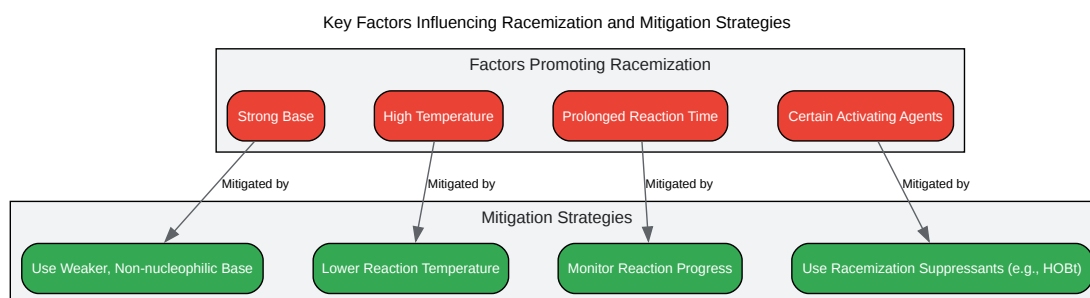 Key Factors Influencing Racemization and Mitigation Strategies
Factors Promoting Racemization
Strong Base
High Temperature
Prolonged Reaction Time
Certain Activating Agents
Mitigated by
Mitigated by
Mitigated by
Mitigated by
Mitigation Strategies
Use Weaker, Non-nucleophilic Base
Lower Reaction Temperature
Monitor Reaction Progress
Use Racemization Suppressants (e.g., HOBt)